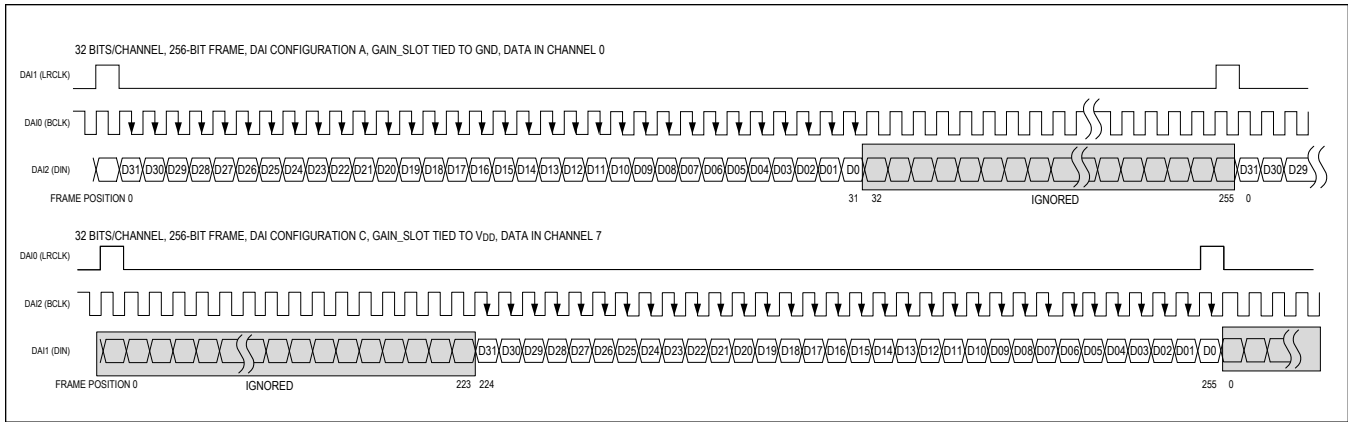 32 BITS/CHANNEL, 256-BIT FRAME, DAI CONFIGURATION A, GAIN_SLOT TIED TO GND, DATA IN CHANNEL 0
DAI1 (LRCLK)
DAI0 (BCLK)
DAI2 (DIN) D31 D30 D29 D28 D27 D26 D25 D24 D23 D22 D21 D20 D19 D18 D17 D16 D15 D14 D13 D12 D11 D10 D09 D08 D07 D06 D05 D04 D03 D02 D01 D0 D31 D30 D29
FRAME POSITION 0 31 32 IGNORED 255 0
32 BITS/CHANNEL, 256-BIT FRAME, DAI CONFIGURATION C, GAIN_SLOT TIED TO VDD, DATA IN CHANNEL 7
DAI0 (LRCLK)
DAI2 (BCLK)
DAI1 (DIN) D31 D30 D29 D28 D27 D26 D25 D24 D23 D22 D21 D20 D19 D18 D17 D16 D15 D14 D13 D12 D11 D10 D09 D08 D07 D06 D05 D04 D03 D02 D01 D0
FRAME POSITION 0 IGNORED 223 224 255 0